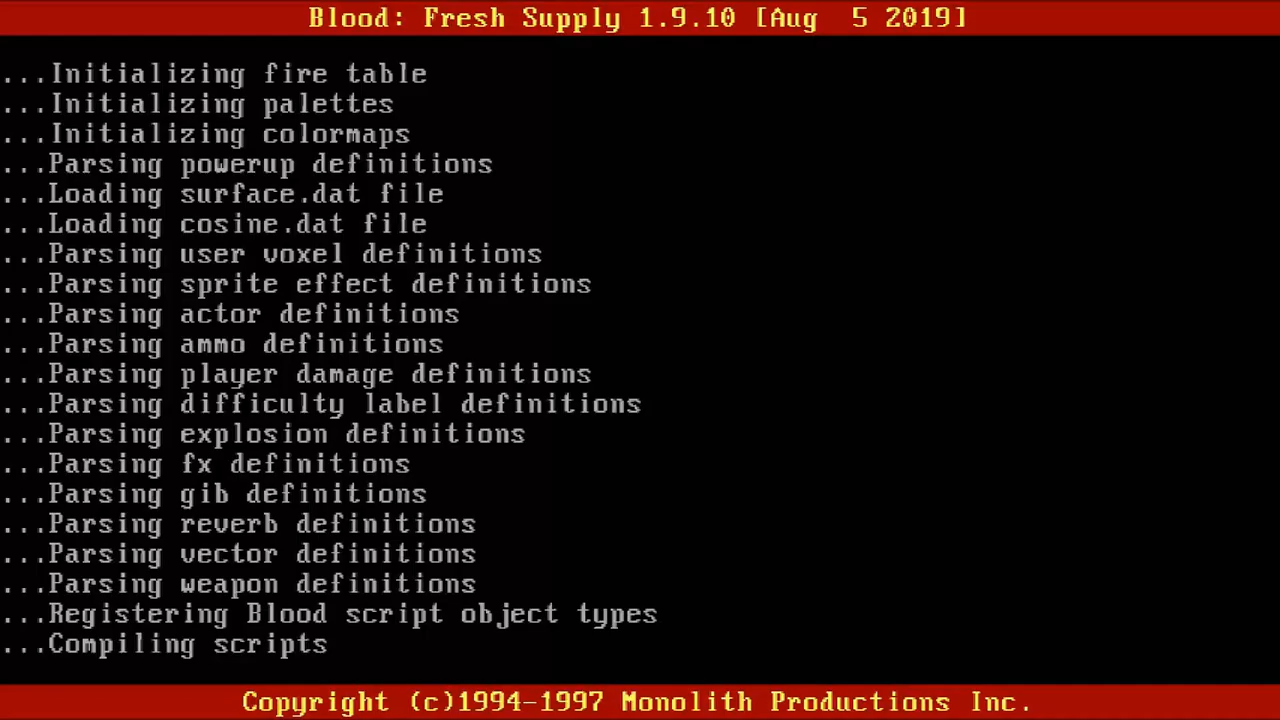 Blood: Fresh Supply 1.9.10 [Aug  5 2019]
...Initializing fire table
...Initializing palettes
...Initializing colormaps
...Parsing powerup definitions
...Loading surface.dat file
...Loading cosine.dat file
...Parsing user voxel definitions
...Parsing sprite effect definitions
...Parsing actor definitions
...Parsing ammo definitions
...Parsing player damage definitions
...Parsing difficulty label definitions
...Parsing explosion definitions
...Parsing fx definitions
...Parsing gib definitions
...Parsing reverb definitions
...Parsing vector definitions
...Parsing weapon definitions
...Registering Blood script object types
...Compiling scripts
Copyright (c)1994-1997 Monolith Productions Inc.